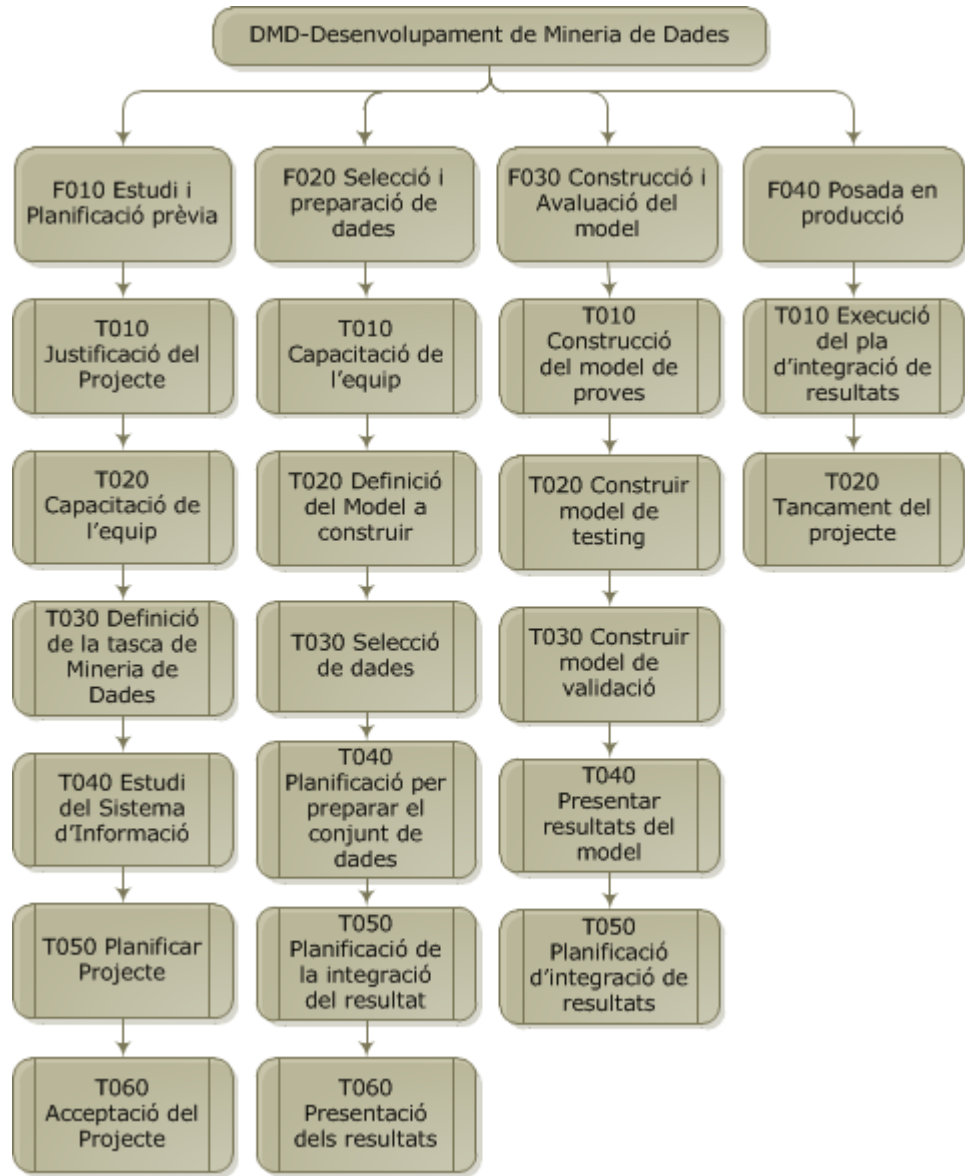 DMD-Desenvolupament de Mineria de Dades
F010 Estudi i
Planificació prèvia
T010
Justificació del
Projecte
T020
Capacitació de
l’equip
T030 Definició
de la tasca de
Mineria de
Dades
T040 Estudi
del Sistema
d’Informació
T050 Planificar
Projecte
T060
Acceptació del
Projecte
F020 Selecció i
preparació de
dades
T010
Capacitació de
l’equip
T020 Definició
del Model a
construir
T030 Selecció
de dades
T040
Planificació per
preparar el
conjunt de
dades
T050
Planificació de
la integració
del resultat
T060
Presentació
dels resultats
F030 Construcció i
Avaluació del
model
T010
Construcció
del model de
proves
T020 Construir
model de
testing
T030 Construir
model de
validació
T040
Presentar
resultats del
model
T050
Planificació
d’integració de
resultats
F040 Posada en
producció
T010 Execució
del pla
d’integració de
resultats
T020
Tancament del
projecte